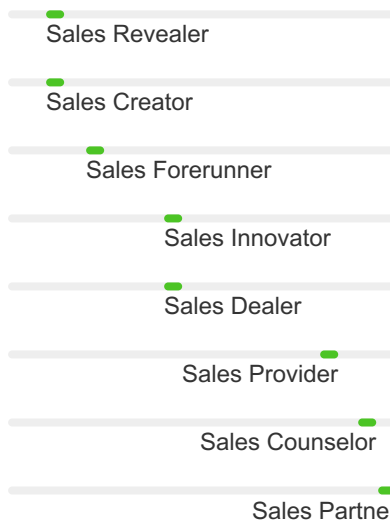 Sales Revealer
Sales Creator
Sales Forerunner
Sales Innovator
Sales Dealer
Sales Provider
Sales Counselor
Sales Partne